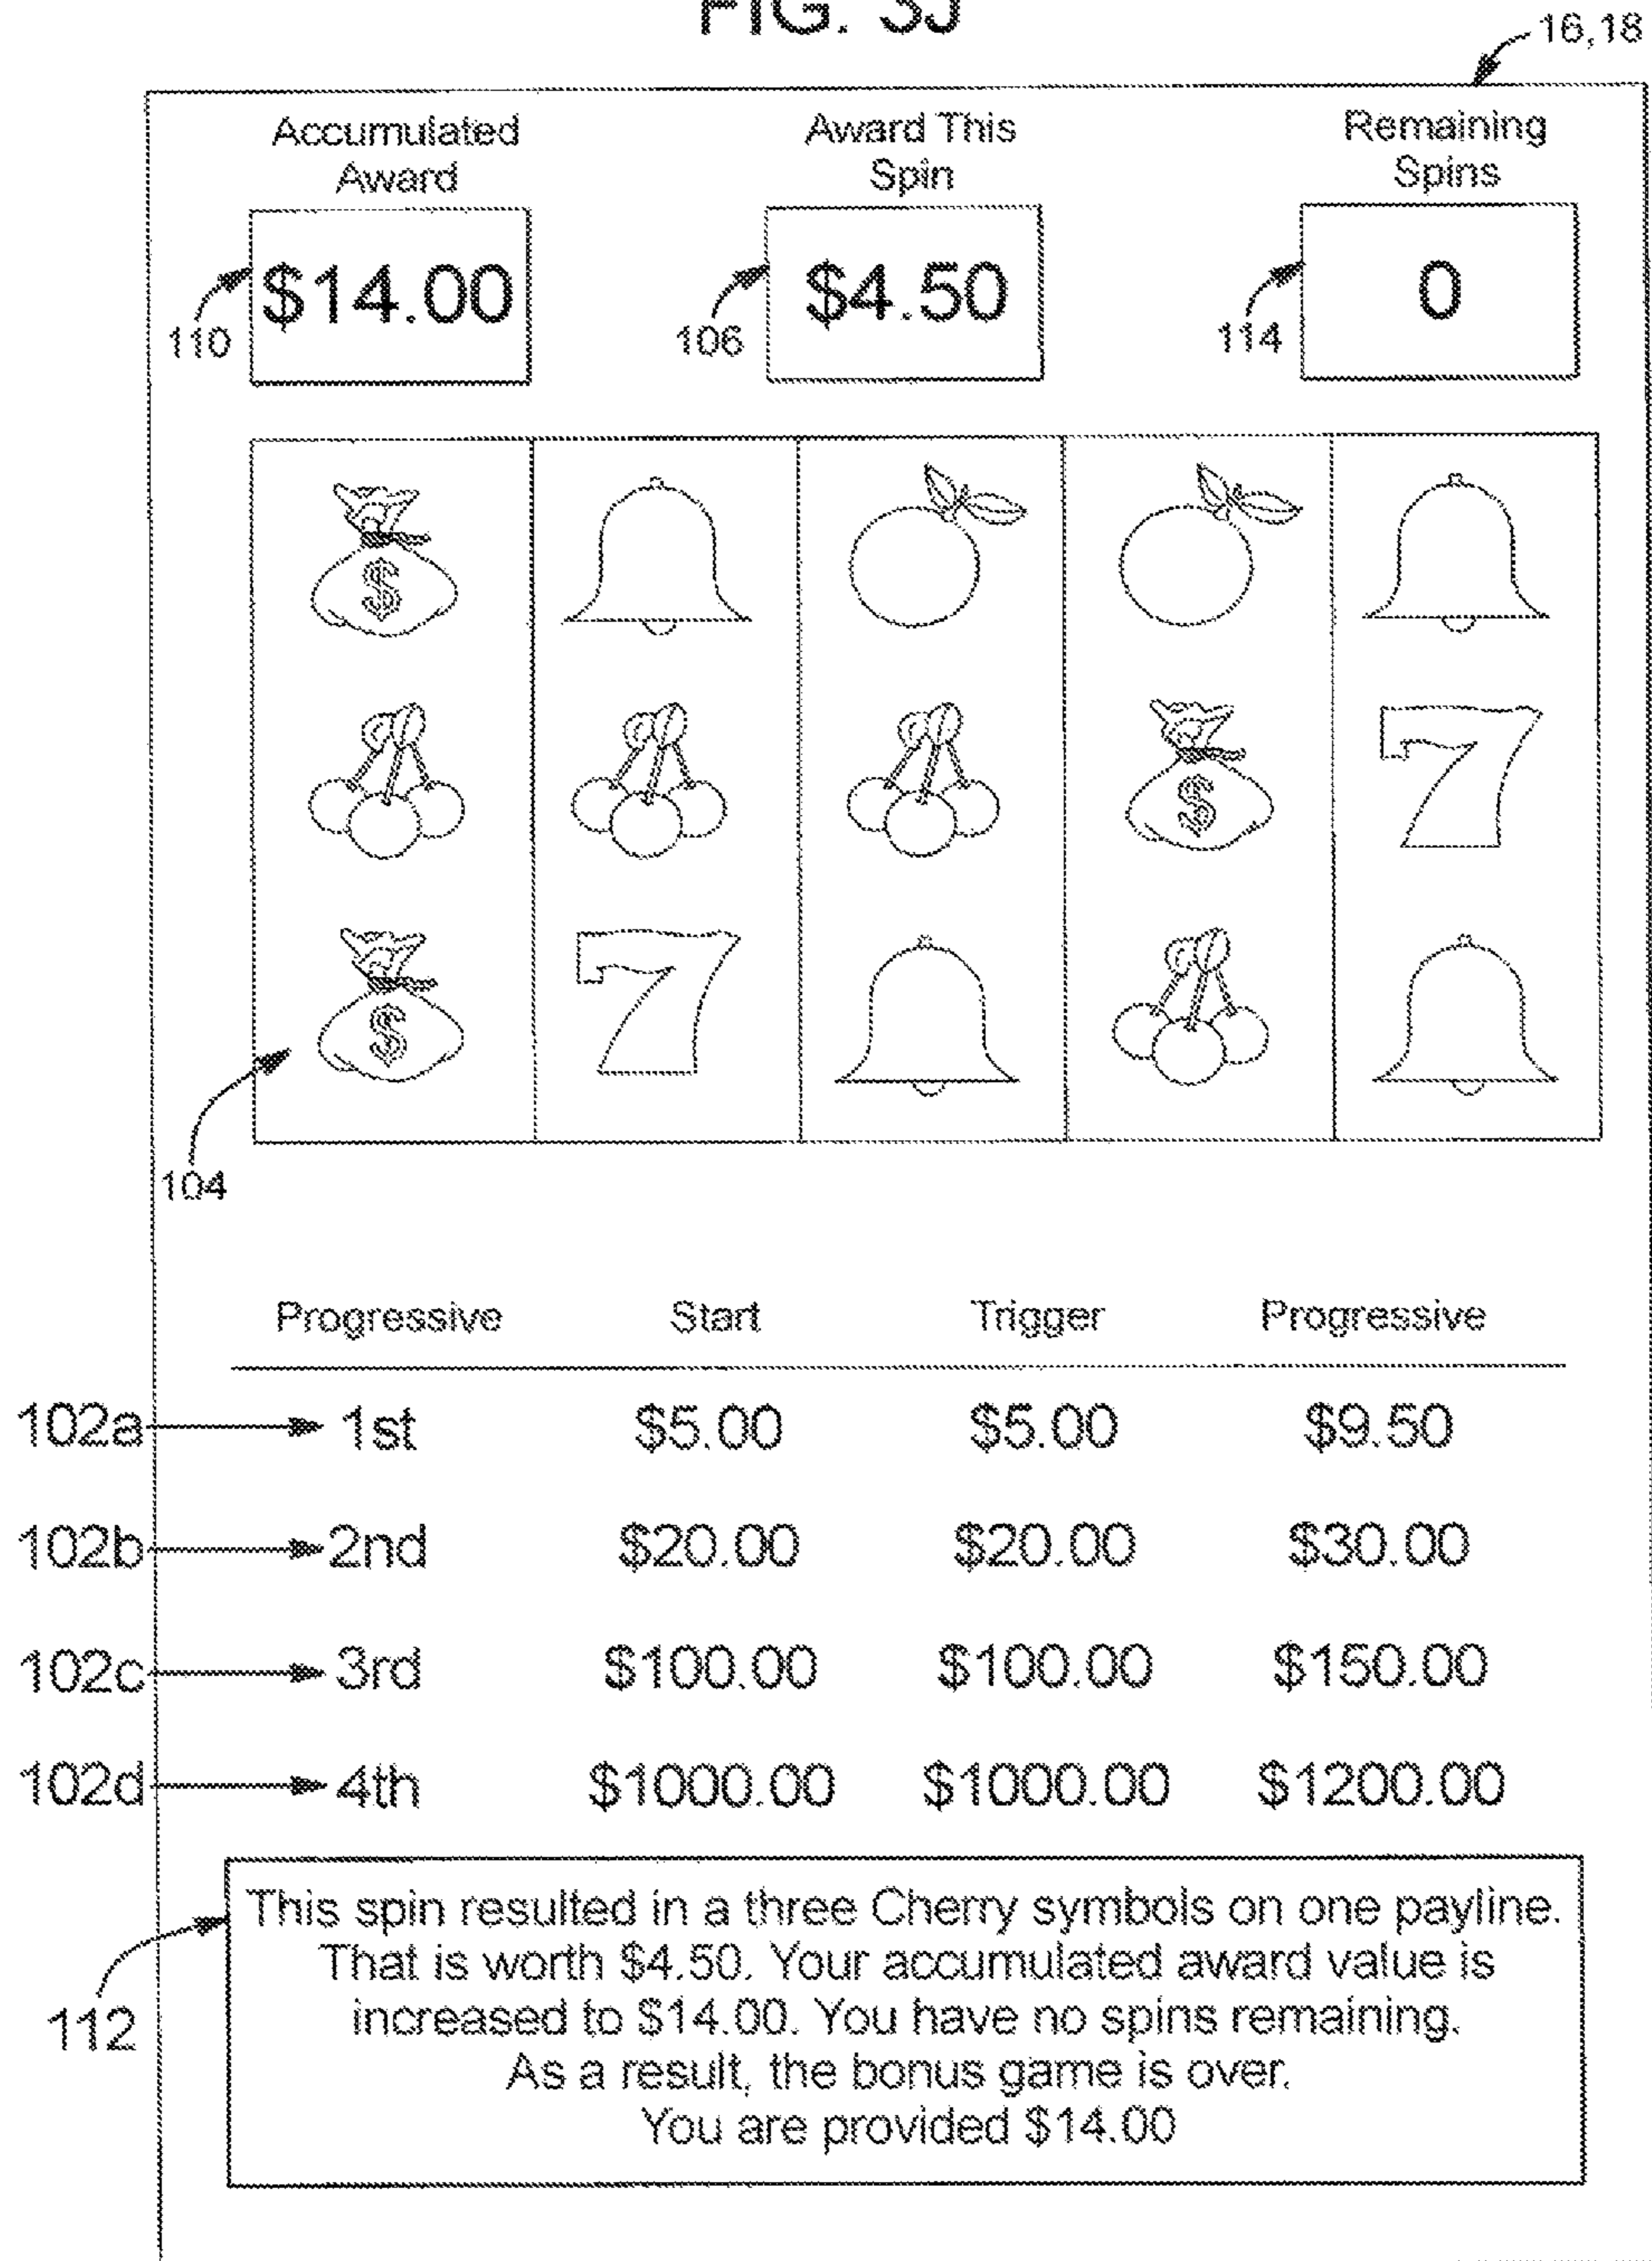 FIG. 3J
16,18
Accumulated Award
Award This Spin
Remaining Spins
110
$14.00
106
$4.50
114
0
$
$
7
$
7
104
Progressive Start Trigger Progressive
102a 1st $5.00 $5.00 $9.50
102b 2nd $20.00 $20.00 $30.00
102c 3rd $100.00 $100.00 $150.00
102d 4th $1000.00 $1000.00 $1200.00
This spin resulted in a three Cherry symbols on one payline.
That is worth $4.50. Your accumulated award value is
increased to $14.00. You have no spins remaining.
As a result, the bonus game is over.
You are provided $14.00
112